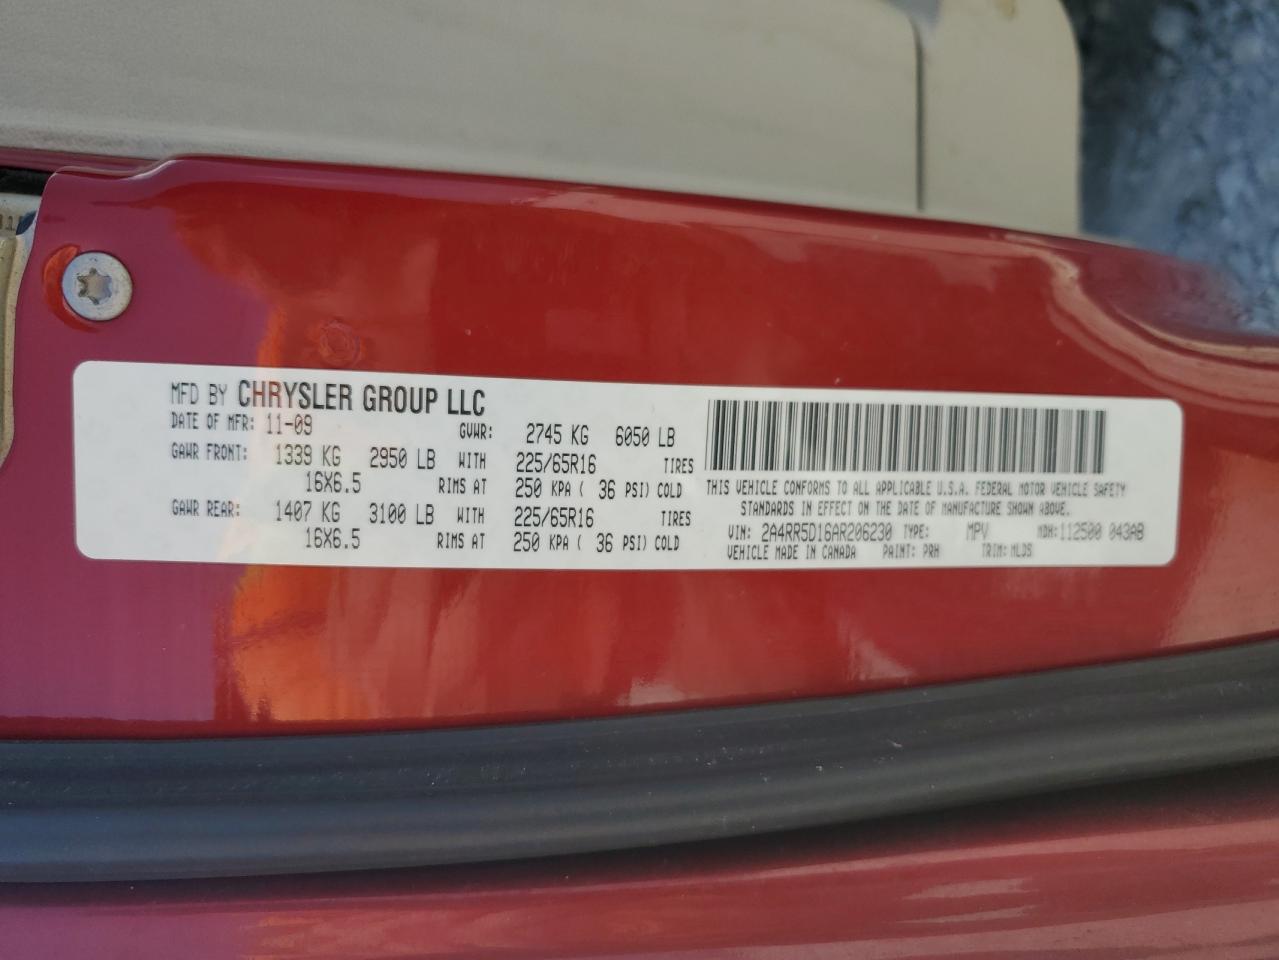 MFD BY CHRYSLER GROUP LLC
DATE OF MFR: 11-09 GVWR: 2745 KG 6050 LB
GAWR FRONT: 1339 KG 2950 LB WITH 225/65R16 TIRES
16X6.5 RIMS AT 250 KPA ( 36 PSI) COLD
GAWR REAR: 1407 KG 3100 LB WITH 225/65R16 TIRES
16X6.5 RIMS AT 250 KPA ( 36 PSI) COLD
THIS VEHICLE CONFORMS TO ALL APPLICABLE U.S.A. FEDERAL MOTOR VEHICLE SAFETY
STANDARDS IN EFFECT ON THE DATE OF MANUFACTURE SHOWN ABOVE.
VIN: 2A4RR5D16AR206230 TYPE: MPV MDH: 112500 043AB
VEHICLE MADE IN CANADA PAINT: PRH TRIM: MLDS